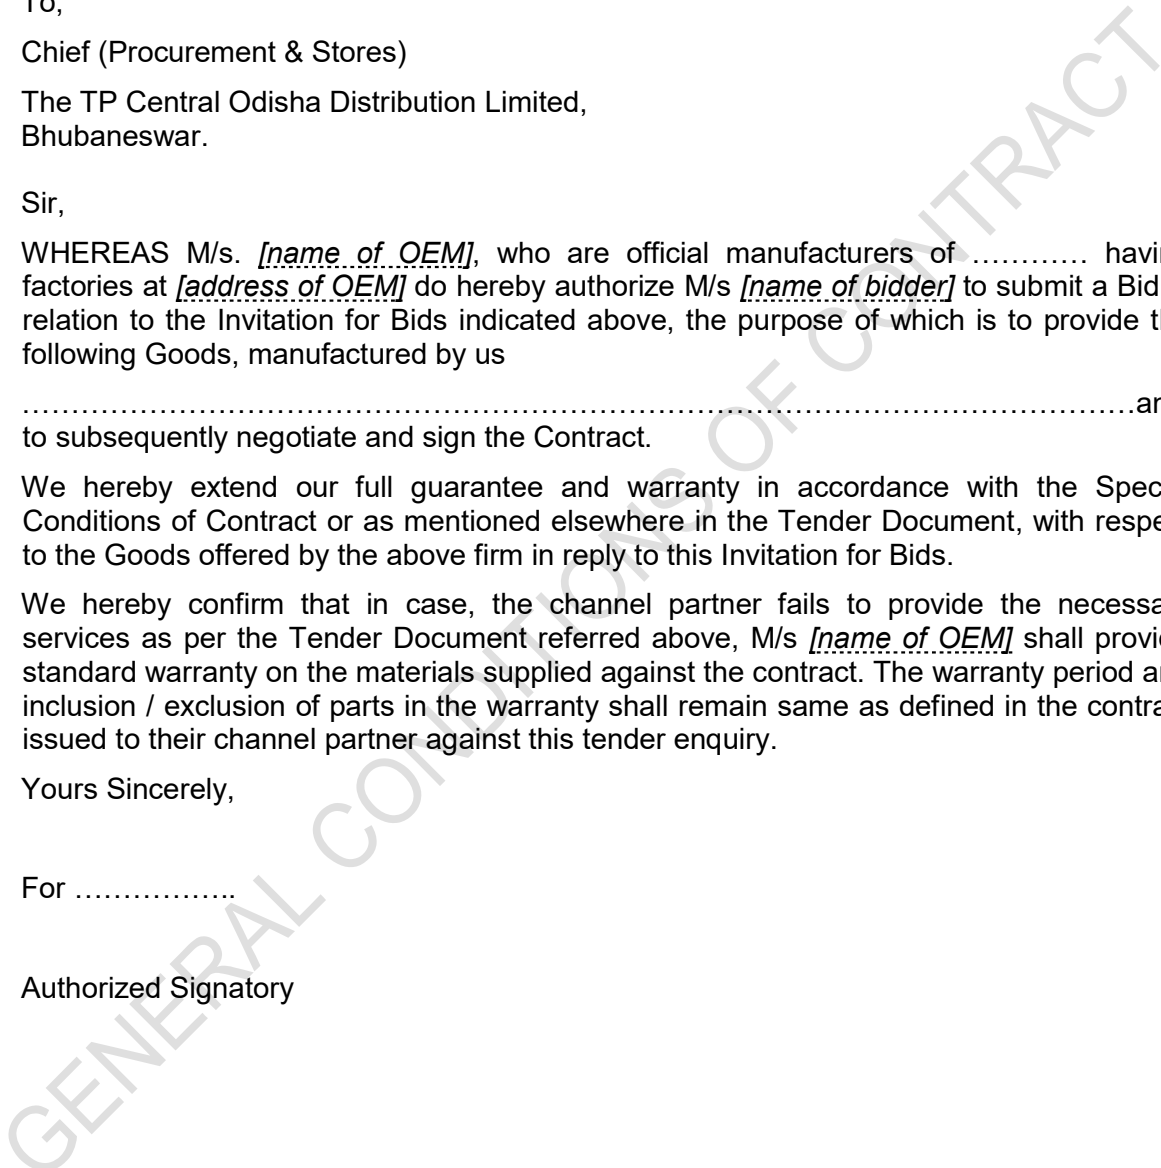 To,
Chief (Procurement & Stores)
The TP Central Odisha Distribution Limited,
Bhubaneswar.
Sir,
WHEREAS M/s. [name of OEM], who are official manufacturers of ………… havin
factories at [address of OEM] do hereby authorize M/s [name of bidder] to submit a Bid
relation to the Invitation for Bids indicated above, the purpose of which is to provide th
following Goods, manufactured by us
……………………………………………………………………………………………………an
to subsequently negotiate and sign the Contract.
We hereby extend our full guarantee and warranty in accordance with the Spec
Conditions of Contract or as mentioned elsewhere in the Tender Document, with respe
to the Goods offered by the above firm in reply to this Invitation for Bids.
We hereby confirm that in case, the channel partner fails to provide the necessa
services as per the Tender Document referred above, M/s [name of OEM] shall provid
standard warranty on the materials supplied against the contract. The warranty period an
inclusion / exclusion of parts in the warranty shall remain same as defined in the contra
issued to their channel partner against this tender enquiry.
Yours Sincerely,
For ……………..
Authorized Signatory
GENERAL CONDITIONS OF CONTRACT